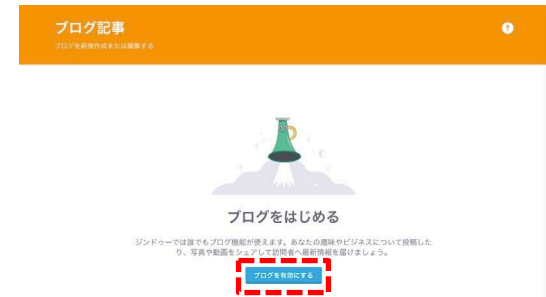 ブログ記事
ブログを新規作成または編集する
?
ブログをはじめる
ジンドゥーでは誰でもブログ機能が使えます。あなたの趣味やビジネスについて投稿した
り、写真や動画をシェアして訪問者へ最新情報を届けましょう。
ブログを有効にする